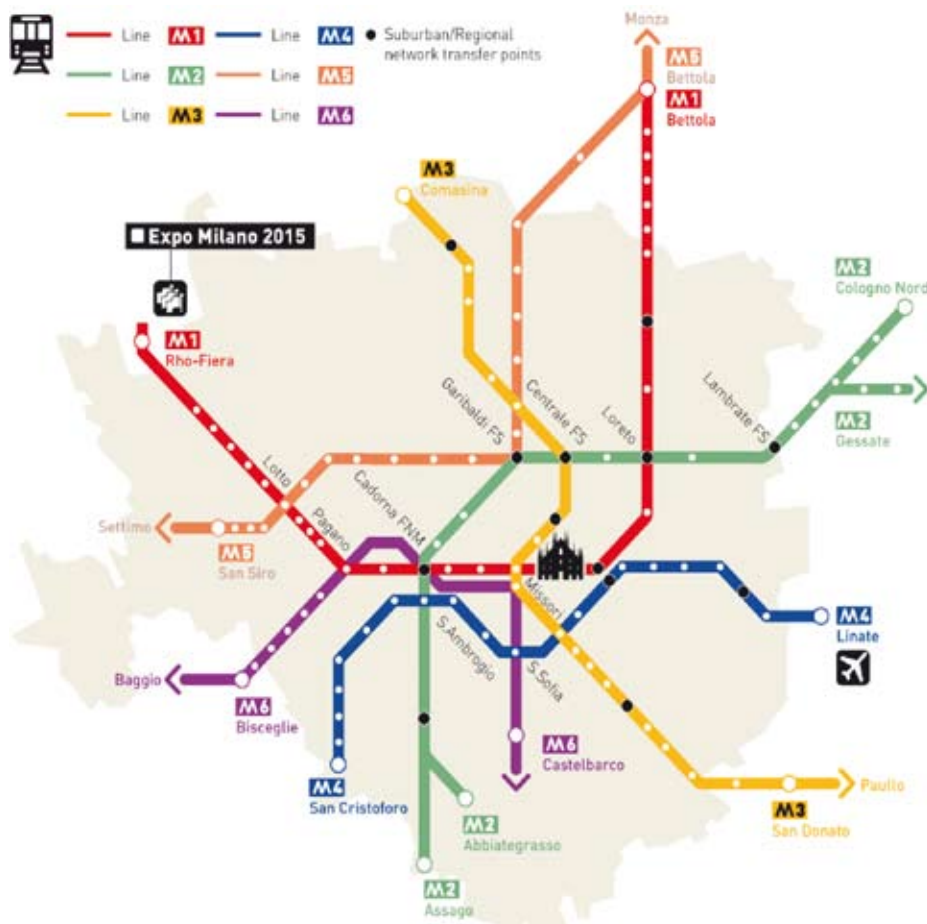 Line M1
Line M4
Suburban/Regional
network transfer points
Line M2
Line M5
Line M3
Line M6
Monza
M5
Bettola
M1
Bettola
M3
Comasina
Expo Milano 2015
M2
Cologno Nord
M1
Rho-Fiera
Garibaldi FS
Centrale FS
Loreto
Lambrate FS
M2
Gessate
Lotto
Cadorna FNM
Pagano
Settimo
M5
San Siro
Missori
S.Ambrogio
S.Sofia
M4
Linate
Baggio
M6
Bisceglie
M6
Castelbarco
M4
San Cristoforo
M2
Abbiategrasso
Paullo
M3
San Donato
M2
Assago